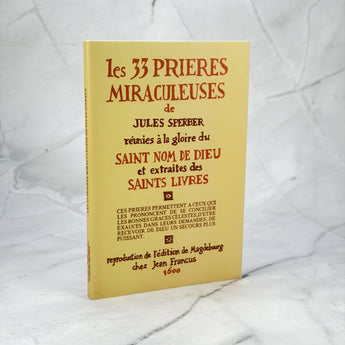 les 33 PRIERES
MIRACULEUSES
de
JULES SPERBER
réunies à la gloire du
SAINT NOM DE DIEU
et extraites des
SAINTS LIVRES
CES PRIERES PERMETTENT A CEUX QUI
LES PRONONCENT DE SE CONCILIER
LES BONNES GRACES CELESTES, D'ETRE
EXAUCES DANS LEURS DEMANDES, DE
RECEVOIR DE DIEU UN SECOURS PLUS
PUISSANT.
reproduction de l'édition de Magdebourg
chez Jean Francus
1600